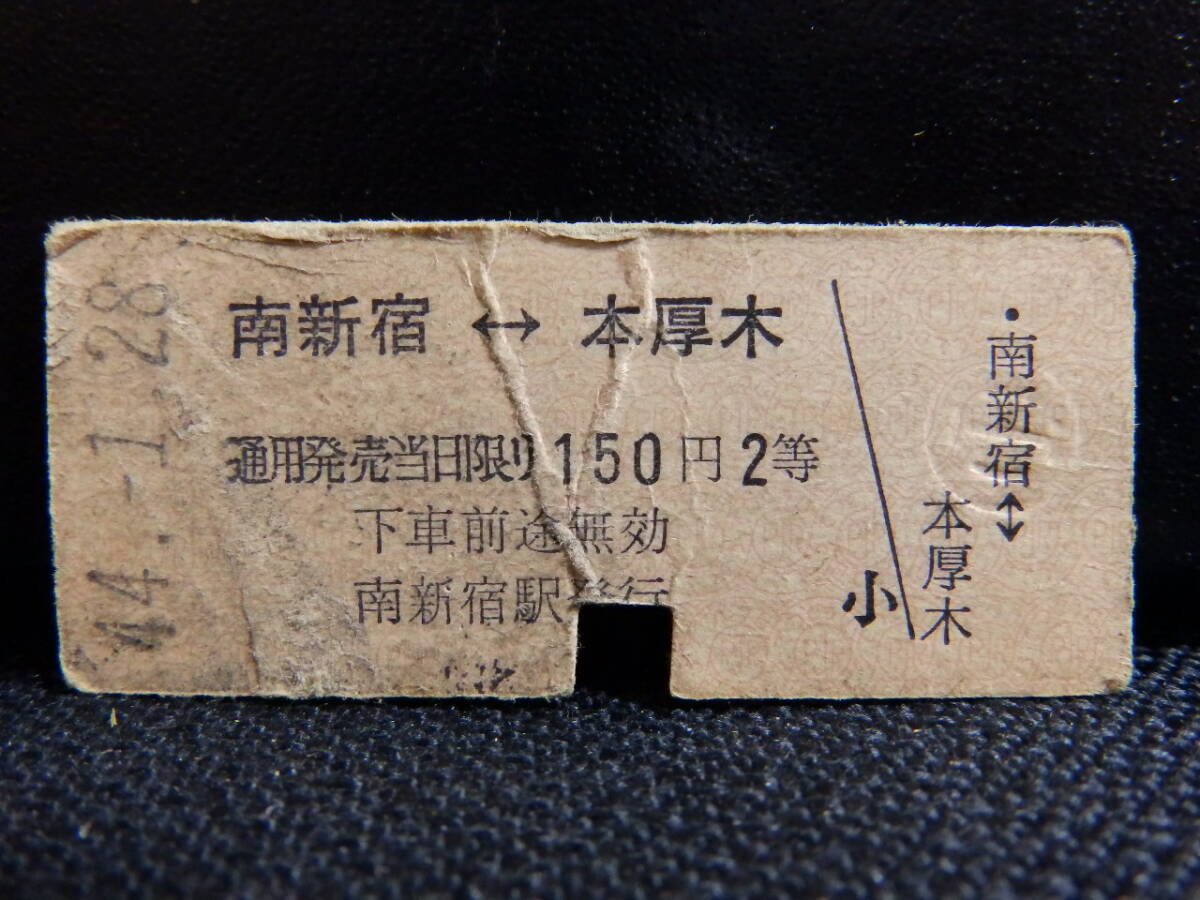 44.-1.28
南新宿 ↔ 本厚木
通用発売当日限り150円2等
下車前途無効
南新宿駅発行
小
・南新宿↕
本厚木